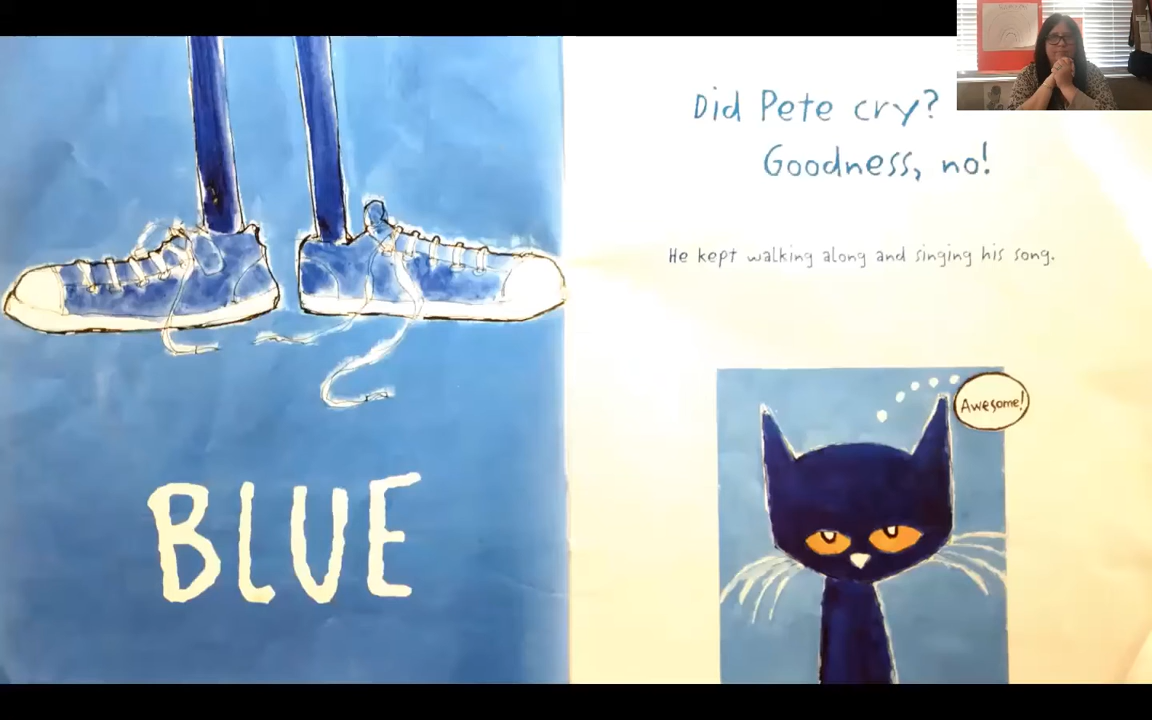 BLUE
Did Pete cry?
Goodness, no!
He kept walking along and singing his song.
Awesome!